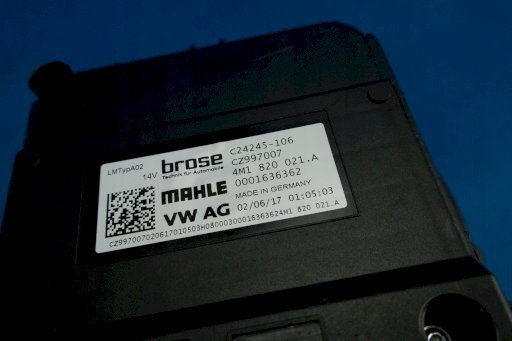 LMTypA02
14V
brose
Technik für Automobile
C24245-106
CZ997007
4M1 820 021.A
0001636362
MAHLE
MADE IN GERMANY
VW AG
02/06/17 01:05:03
CZ997007020617010503H08000300016363624M1 820 021.A